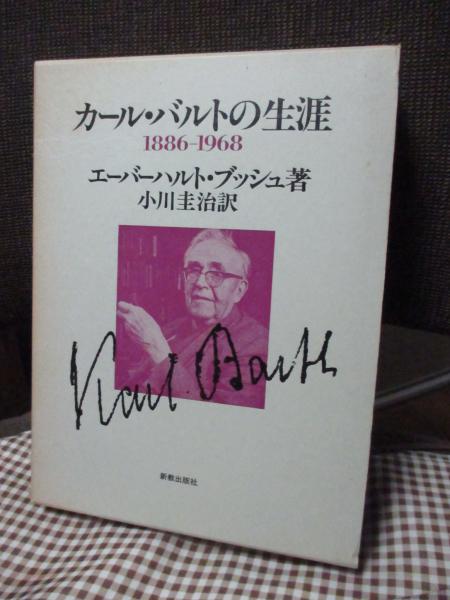 カール・バルトの生涯
1886-1968
エーバーハルト・ブッシュ著
小川圭治訳
Karl Barth
新教出版社